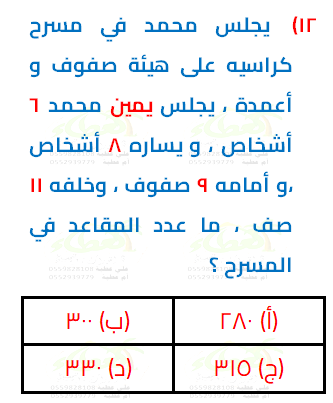 ١٢) يجلس محمد في مسرح
كراسيه على هيئة صفوف و
أعمدة ، يجلس يمين محمد ٦
أشخاص ، و يساره ٨ أشخاص
،و أمامه ٩ صفوف ، وخلفه ١١
صف ، ما عدد المقاعد في
المسرح ؟
(أ) ٢٨٠ (ب) ٣٠٠
(ج) ٣١٥ (د) ٣٣٠